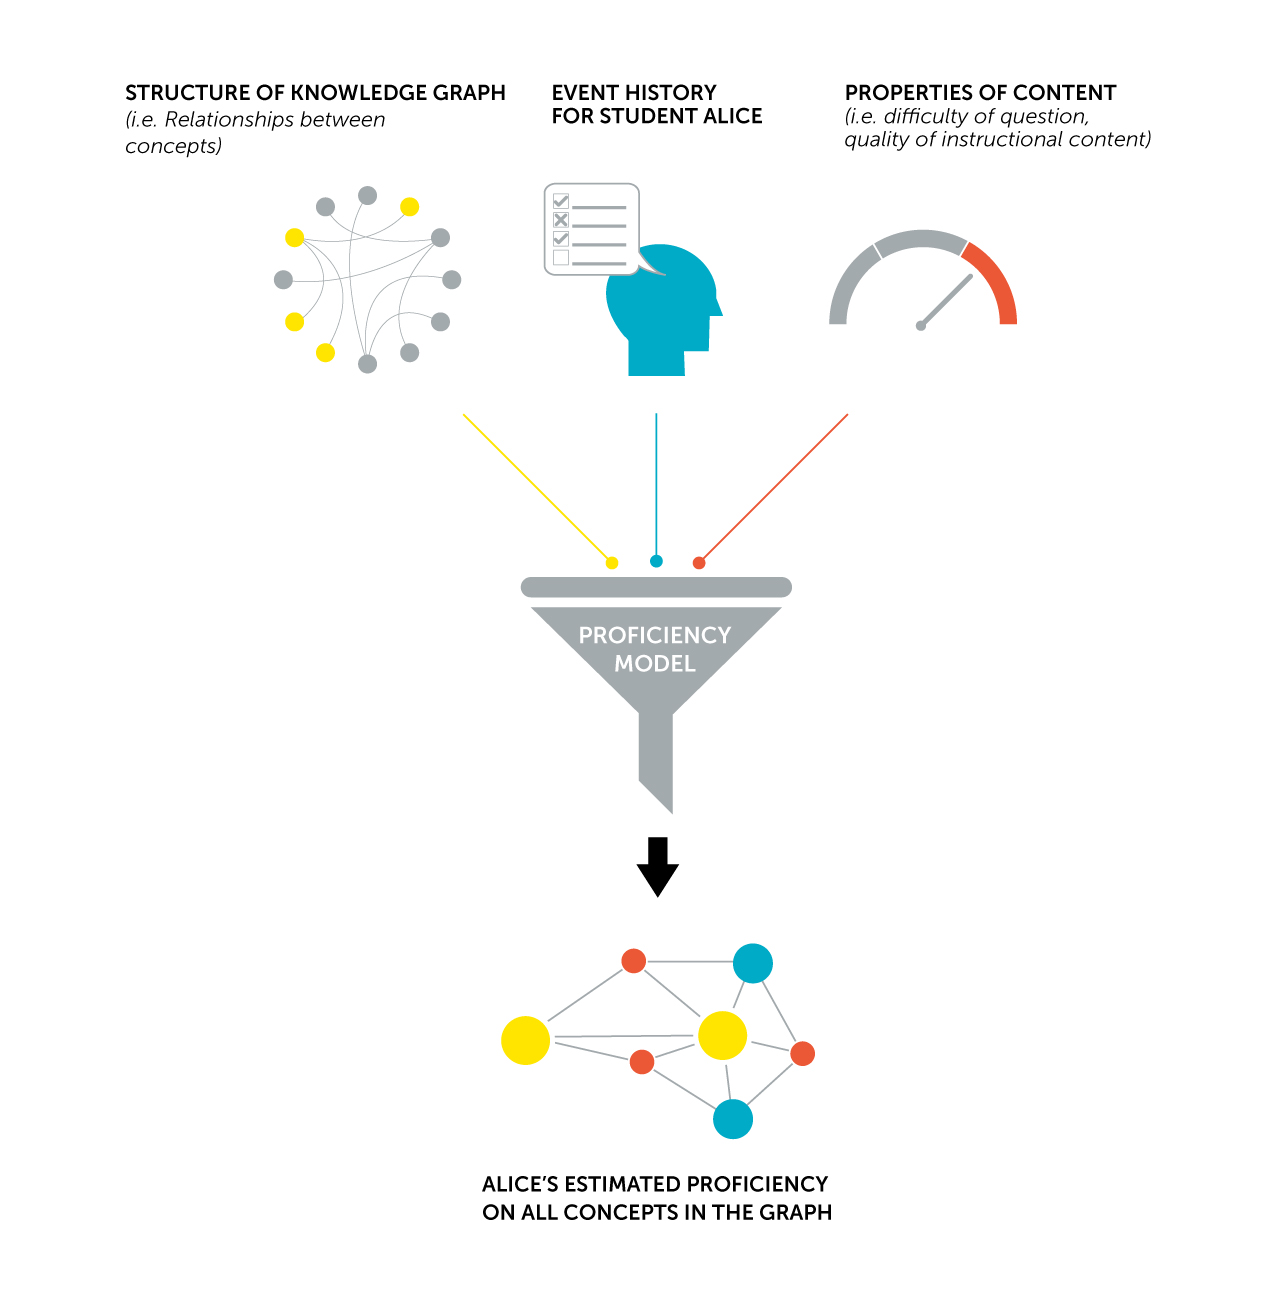 STRUCTURE OF KNOWLEDGE GRAPH
(i.e. Relationships between
concepts)
EVENT HISTORY
FOR STUDENT ALICE
PROPERTIES OF CONTENT
(i.e. difficulty of question,
quality of instructional content)
PROFICIENCY
MODEL
ALICE’S ESTIMATED PROFICIENCY
ON ALL CONCEPTS IN THE GRAPH